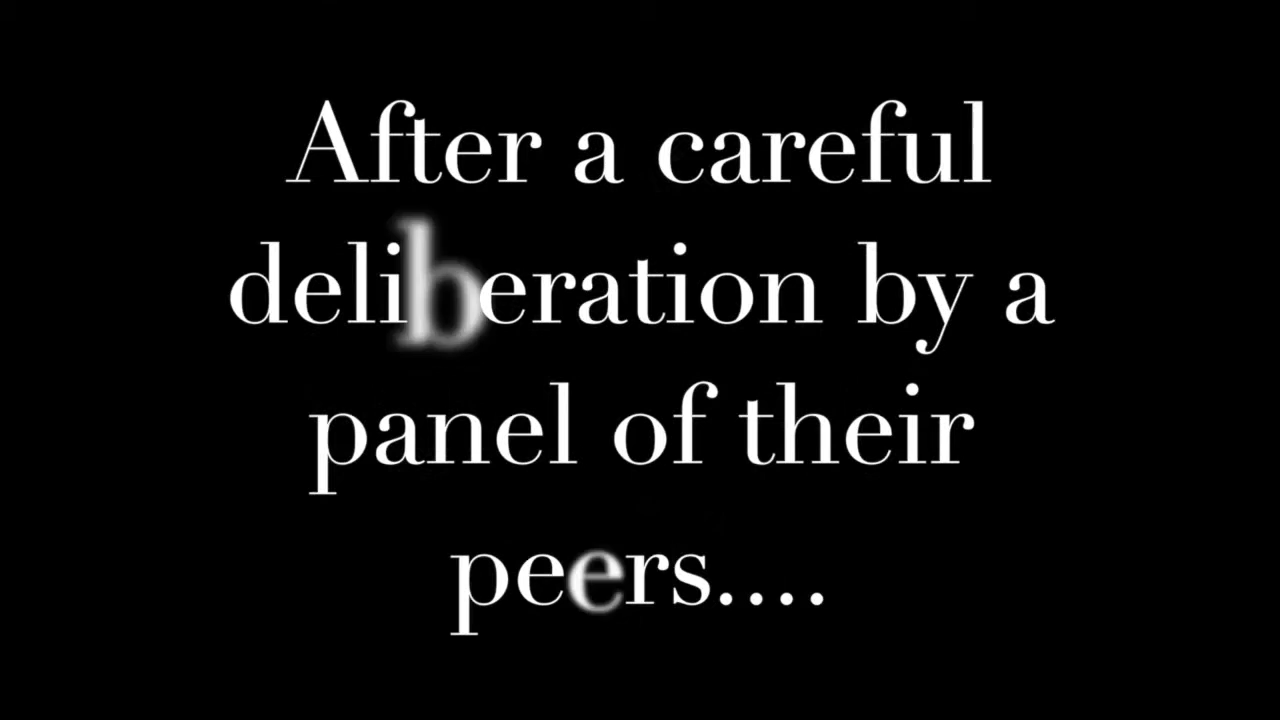 After a careful
deliberation by a
panel of their
peers....